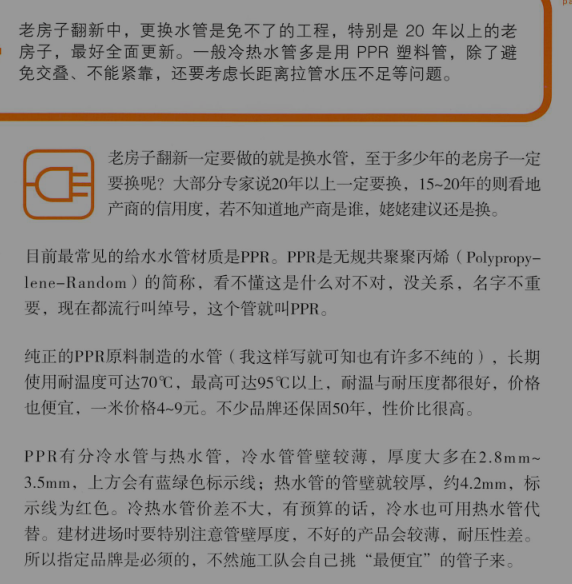 老房子翻新中，更换水管是免不了的工程，特别是 20 年以上的老
房子，最好全面更新。一般冷热水管多是用 PPR 塑料管，除了避
免交叠、不能紧靠，还要考虑长距离拉管水压不足等问题。
老房子翻新一定要做的就是换水管，至于多少年的老房子一定
要换呢？大部分专家说20年以上一定要换，15~20年的则看地
产商的信用度，若不知道地产商是谁，姥姥建议还是换。
目前最常见的给水水管材质是PPR。PPR是无规共聚聚丙烯（Polypropy-
lene-Random）的简称，看不懂这是什么对不对，没关系，名字不重
要，现在都流行叫绰号，这个管就叫PPR。
纯正的PPR原料制造的水管（我这样写就可知也有许多不纯的），长期
使用耐温度可达70℃，最高可达95℃以上，耐温与耐压度都很好，价格
也便宜，一米价格4~9元。不少品牌还保固50年，性价比很高。
PPR有分冷水管与热水管，冷水管管壁较薄，厚度大多在2.8mm~
3.5mm，上方会有蓝绿色标示线；热水管的管壁就较厚，约4.2mm，标
示线为红色。冷热水管价差不大，有预算的话，冷水也可用热水管代
替。建材进场时要特别注意管壁厚度，不好的产品会较薄，耐压性差。
所以指定品牌是必须的，不然施工队会自己挑“最便宜”的管子来。